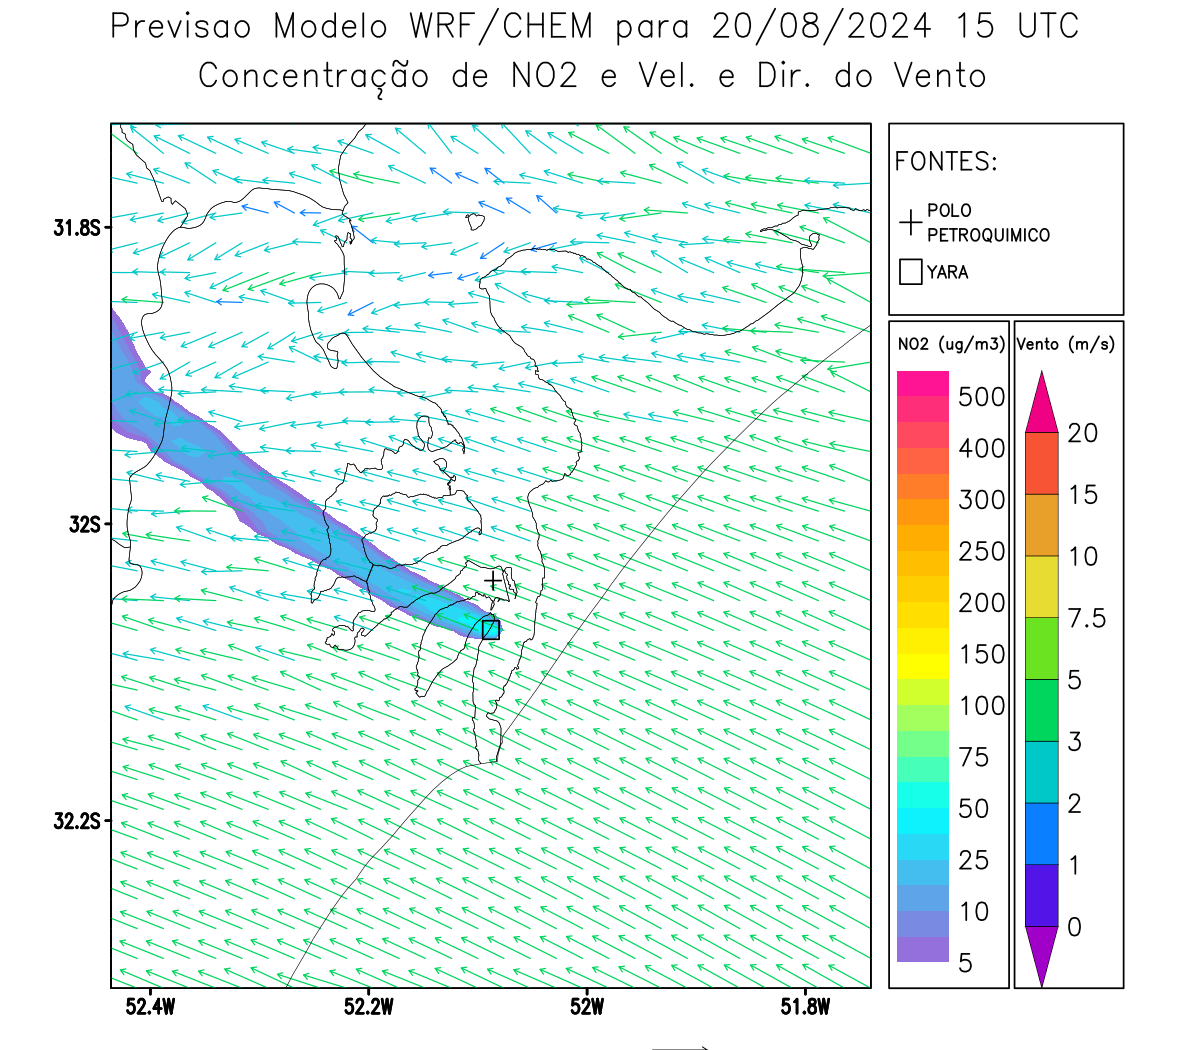 Previsao Modelo WRF/CHEM para 20/08/2024 15 UTC
Concentração de NO2 e Vel. e Dir. do Vento
FONTES:
POLO
PETROQUIMICO
YARA
NO2 (ug/m3)
500
400
300
250
200
150
100
75
50
25
10
5
Vento (m/s)
20
15
10
7.5
5
3
2
1
0
31.8S
32S
32.2S
52.4W
52.2W
52W
51.8W